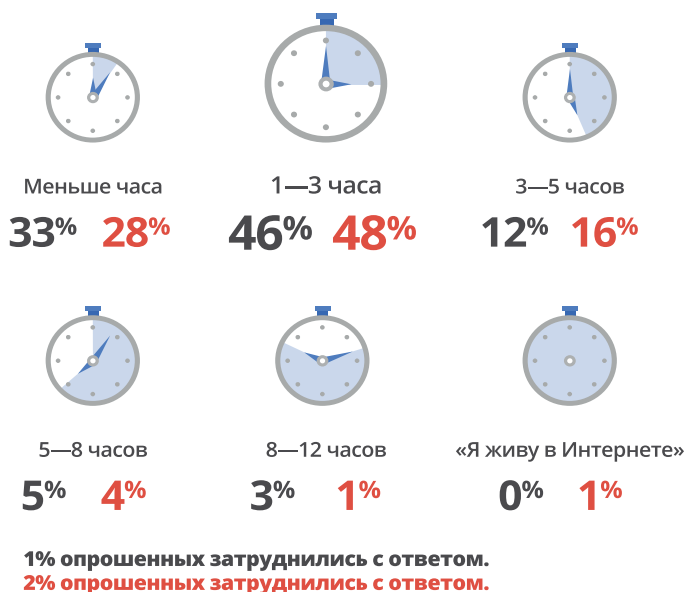 Меньше часа
33% 28%
1—3 часа
46% 48%
3—5 часов
12% 16%
5—8 часов
5% 4%
8—12 часов
3% 1%
«Я живу в Интернете»
0% 1%
1% опрошенных затруднились с ответом.
2% опрошенных затруднились с ответом.